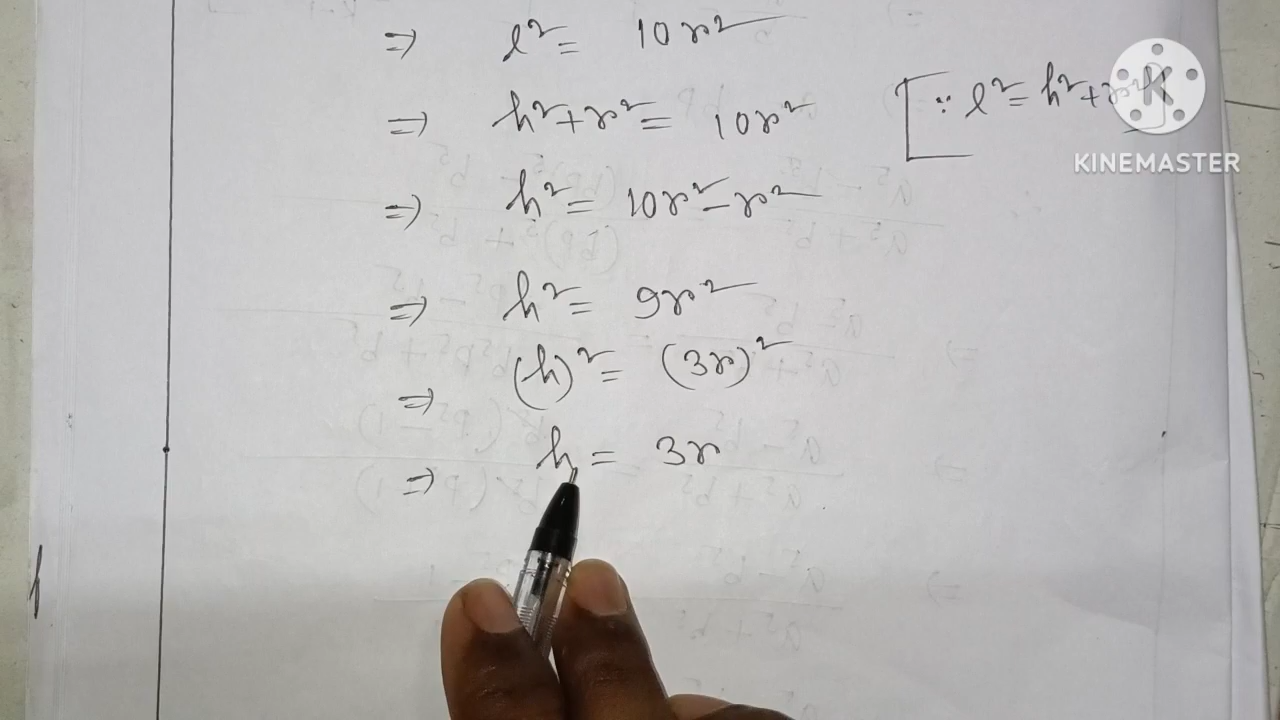 ⇒ l² = 10r²
⇒ h² + r² = 10r² [∵ l² = h² + r²]
KINEMASTER
⇒ h² = 10r² − r²
⇒ h² = 9r²
⇒ (h)² = (3r)²
⇒ h = 3r